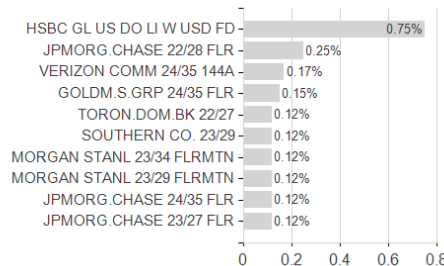 HSBC GL US DO LI W USD FD 0.75%
JPMORG.CHASE 22/28 FLR 0.25%
VERIZON COMM 24/35 144A 0.17%
GOLDM.S.GRP 24/35 FLR 0.15%
TORON.DOM.BK 22/27 0.12%
SOUTHERN CO. 23/29 0.12%
MORGAN STANL 23/34 FLRMTN 0.12%
MORGAN STANL 23/29 FLRMTN 0.12%
JPMORG.CHASE 24/35 FLR 0.12%
JPMORG.CHASE 23/27 FLR 0.12%
0 0.2 0.4 0.6 0.8